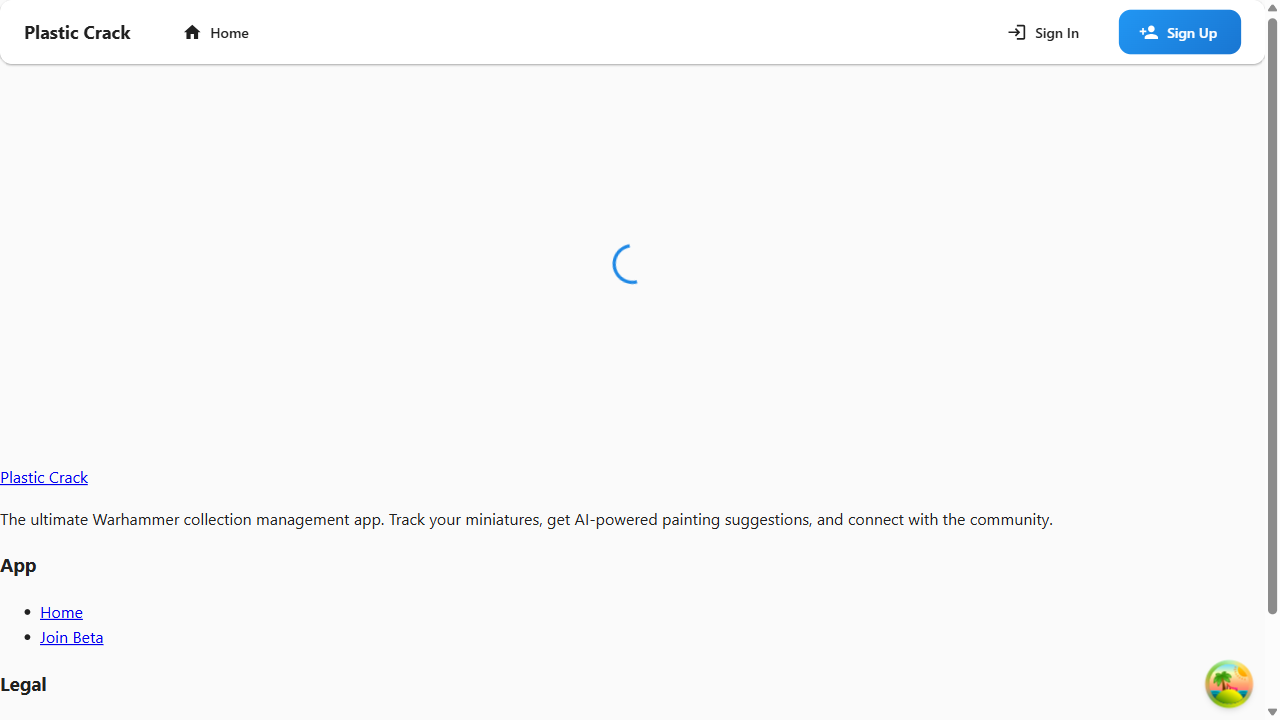 Plastic Crack
Home
Sign In
Sign Up
Plastic Crack
The ultimate Warhammer collection management app. Track your miniatures, get AI-powered painting suggestions, and connect with the community.
App
Home
Join Beta
Legal